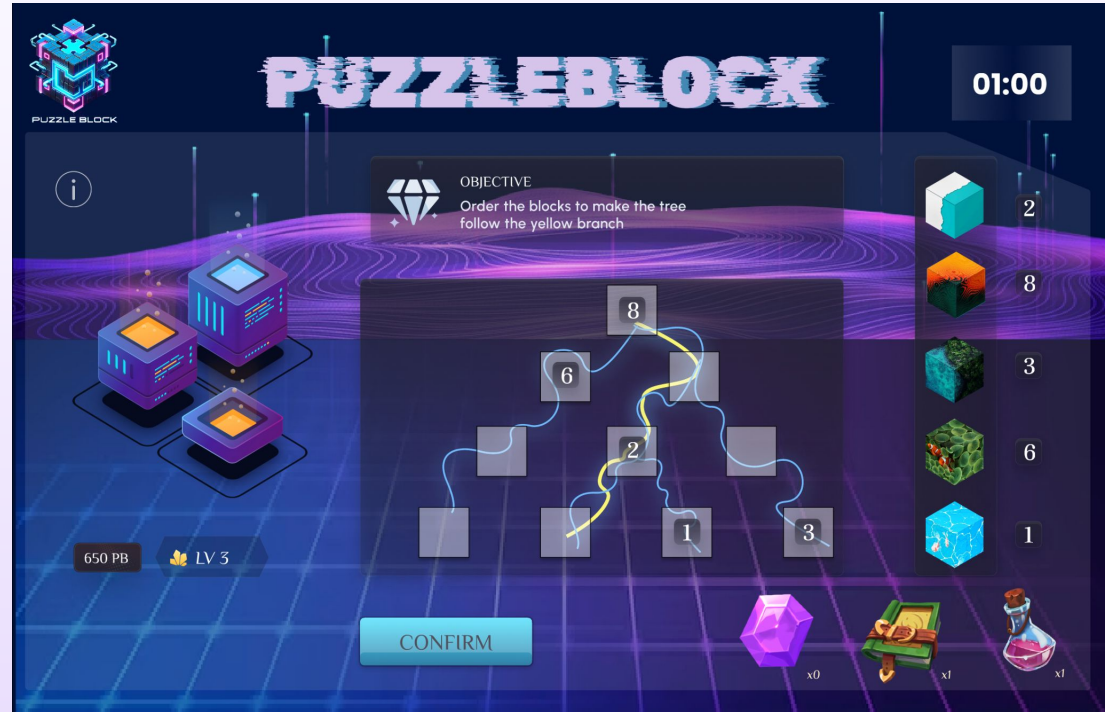 PUZZLEBLOCK
01:00
PUZZLE BLOCK
i
OBJECTIVE
Order the blocks to make the tree
follow the yellow branch
2
8
3
6
1
8
6
2
1
3
650 PB
LV 3
CONFIRM
x0
x1
x1